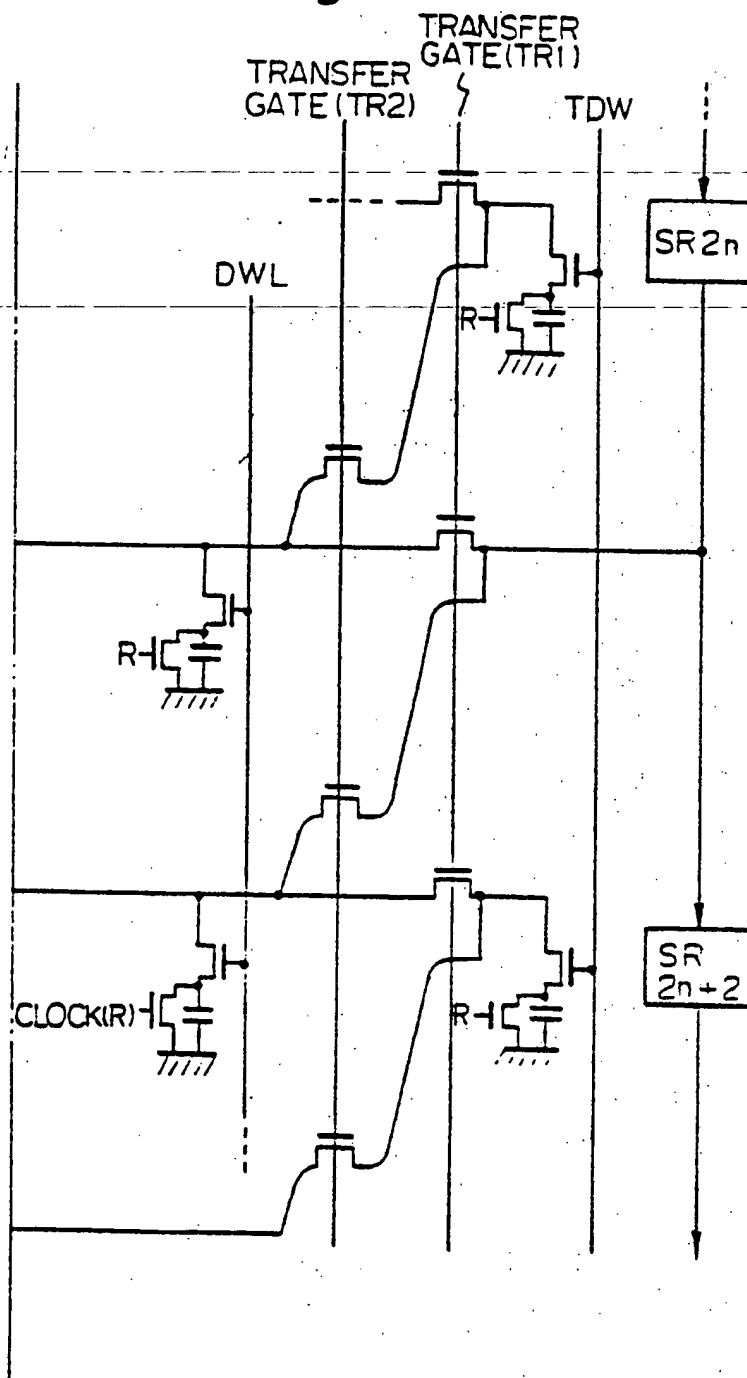 TRANSFER
GATE(TR1)
TRANSFER
GATE(TR2)
TDW
SR2n
DWL
R
R
SR
2n+2
CLOCK(R)
R